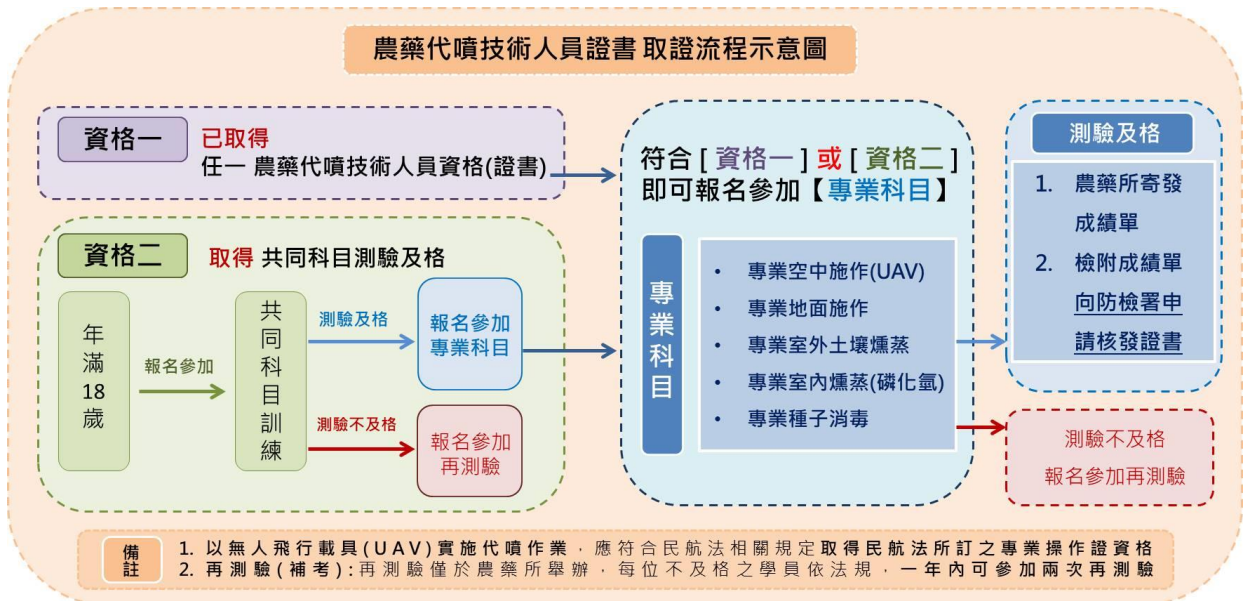 農藥代噴技術人員證書 取證流程示意圖
資格一
已取得
任一 農藥代噴技術人員資格(證書)
資格二
取得 共同科目測驗及格
年滿18歲
報名參加
共同科目訓練
測驗及格
報名參加
專業科目
測驗不及格
報名參加
再測驗
符合 [ 資格一 ] 或 [ 資格二 ]
即可報名參加【專業科目】
專業科目
• 專業空中施作(UAV)
• 專業地面施作
• 專業室外土壤燻蒸
• 專業室內燻蒸(磷化氫)
• 專業種子消毒
測驗及格
1. 農藥所寄發
成績單
2. 檢附成績單
向防檢署申
請核發證書
測驗不及格
報名參加再測驗
備註
1. 以無人飛行載具(UAV)實施代噴作業，應符合民航法相關規定取得民航法所訂之專業操作證資格
2. 再測驗(補考):再測驗僅於農藥所舉辦，每位不及格之學員依法規，一年內可參加兩次再測驗